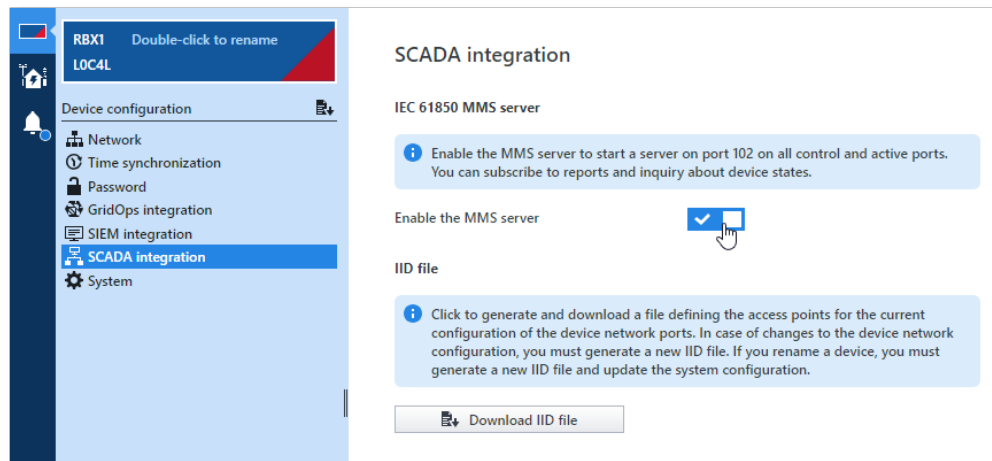 RBX1 Double-click to rename
L0C4L
Device configuration
Network
Time synchronization
Password
GridOps integration
SIEM integration
SCADA integration
System
SCADA integration
IEC 61850 MMS server
Enable the MMS server to start a server on port 102 on all control and active ports.
You can subscribe to reports and inquiry about device states.
Enable the MMS server
IID file
Click to generate and download a file defining the access points for the current
configuration of the device network ports. In case of changes to the device network
configuration, you must generate a new IID file. If you rename a device, you must
generate a new IID file and update the system configuration.
Download IID file